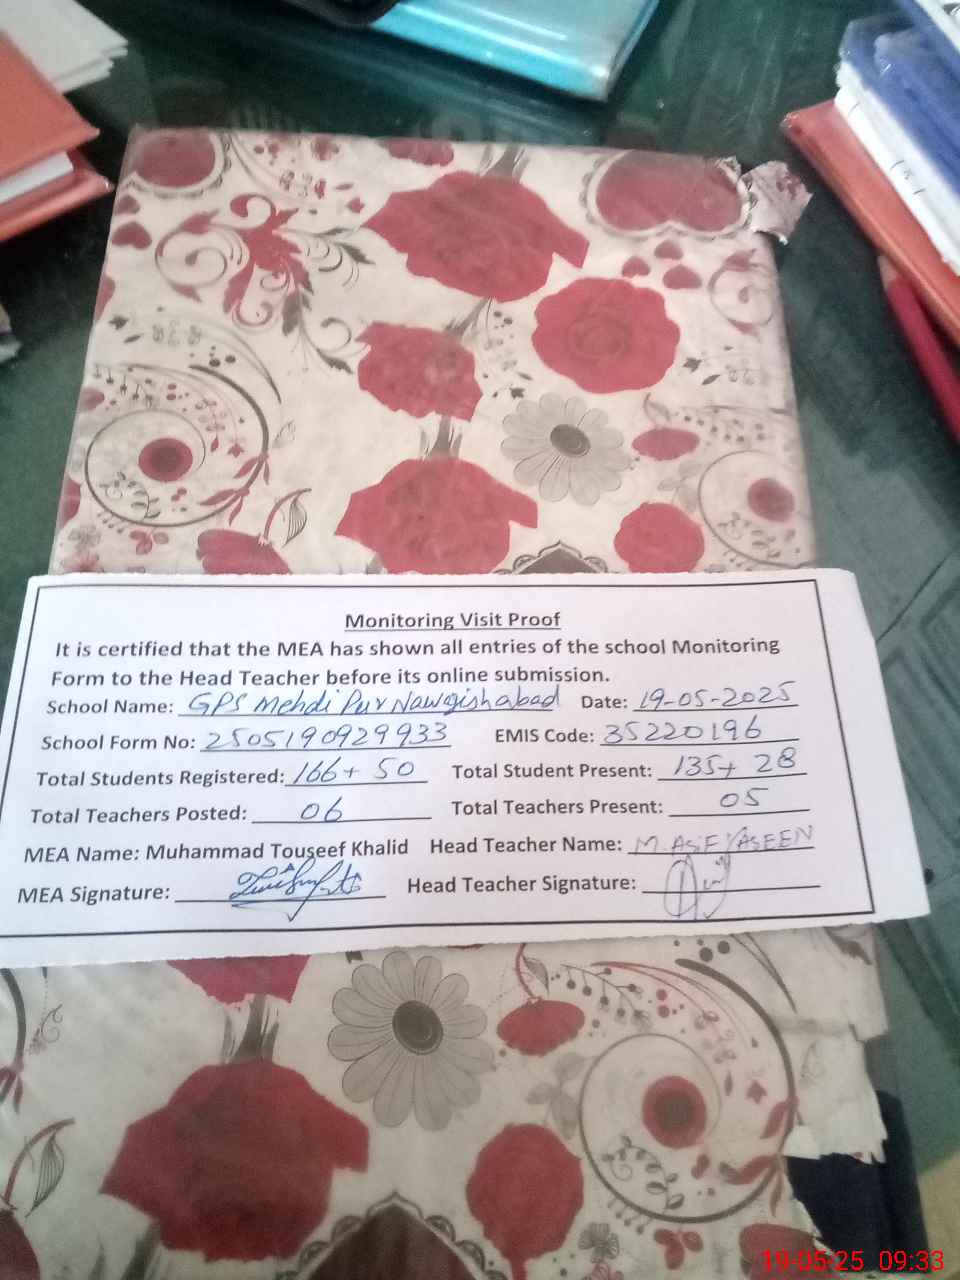 Monitoring Visit Proof
It is certified that the MEA has shown all entries of the school Monitoring
Form to the Head Teacher before its online submission.
School Name: GPS Mehdi Pur Nawgishabad Date: 19-05-2025
School Form No: 2505190929933 EMIS Code: 35220196
Total Students Registered: 166+ 50 Total Student Present: 135+ 28
Total Teachers Posted: 06 Total Teachers Present: 05
MEA Name: Muhammad Touseef Khalid Head Teacher Name: M. ASiF YASEEN
MEA Signature: Head Teacher Signature:
19-05-25 09:33